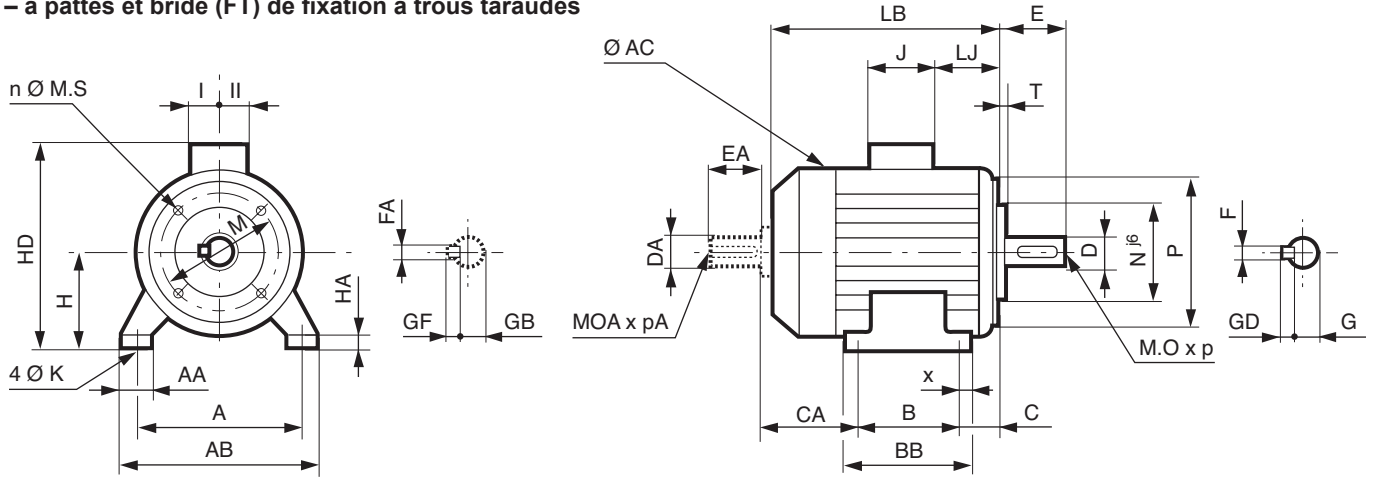 – à pattes et bride (FT) de fixation à trous taraudés
LB
E
Ø AC
J
LJ
n Ø M.S
I
II
T
EA
HD
H
M
FA
HA
GF
GB
DA
MOA x pA
D
N j6
P
F
GD
G
M.O x p
4 Ø K
AA
A
AB
x
CA
B
C
BB